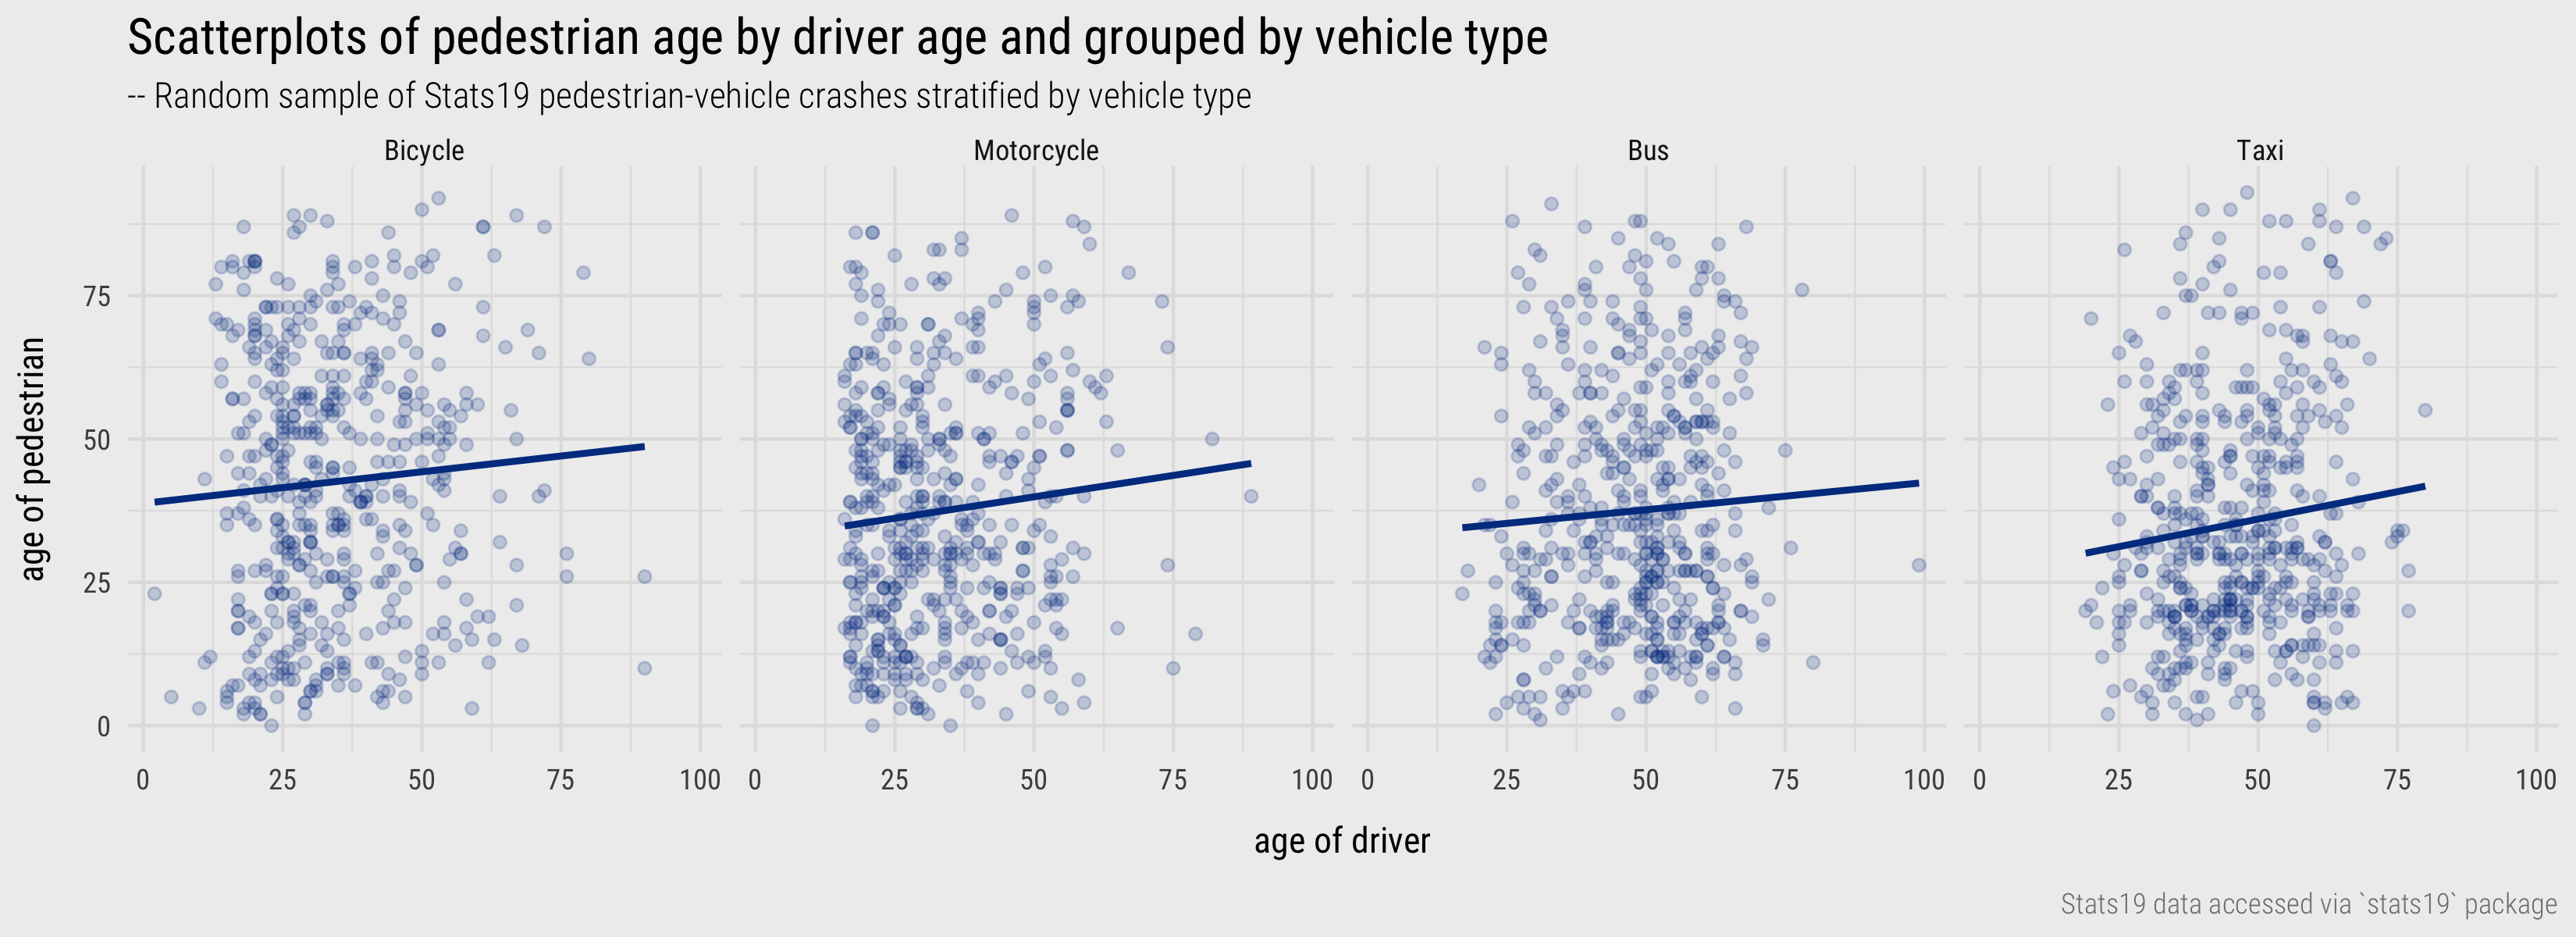 Scatterplots of pedestrian age by driver age and grouped by vehicle type
-- Random sample of Stats19 pedestrian-vehicle crashes stratified by vehicle type
Bicycle Motorcycle Bus Taxi
75
50
25
0
age of pedestrian
0 25 50 75 100 0 25 50 75 100 0 25 50 75 100 0 25 50 75 100
age of driver
Stats19 data accessed via `stats19` package